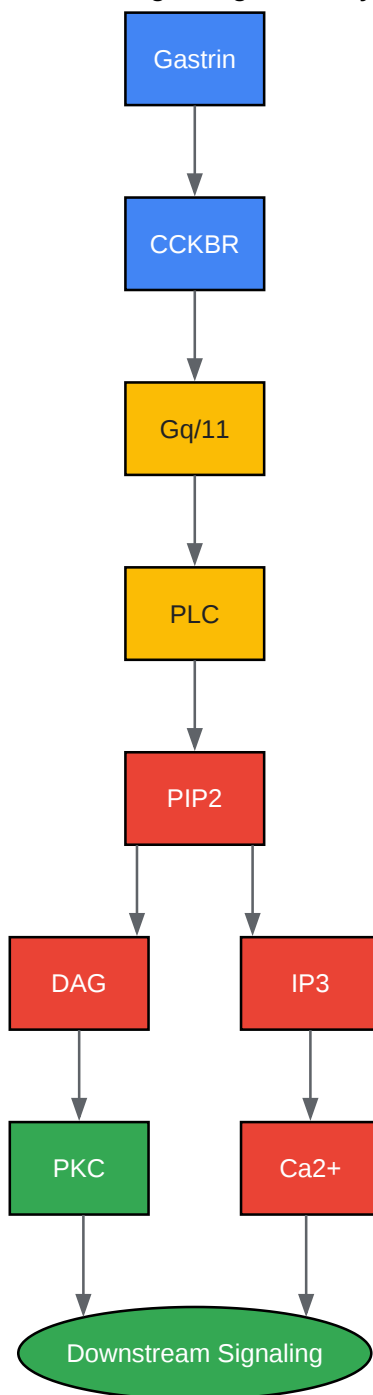 Gastrin
CCKBR
Gq/11
PLC
PIP2
DAG
IP3
PKC
Ca2+
Downstream Signaling